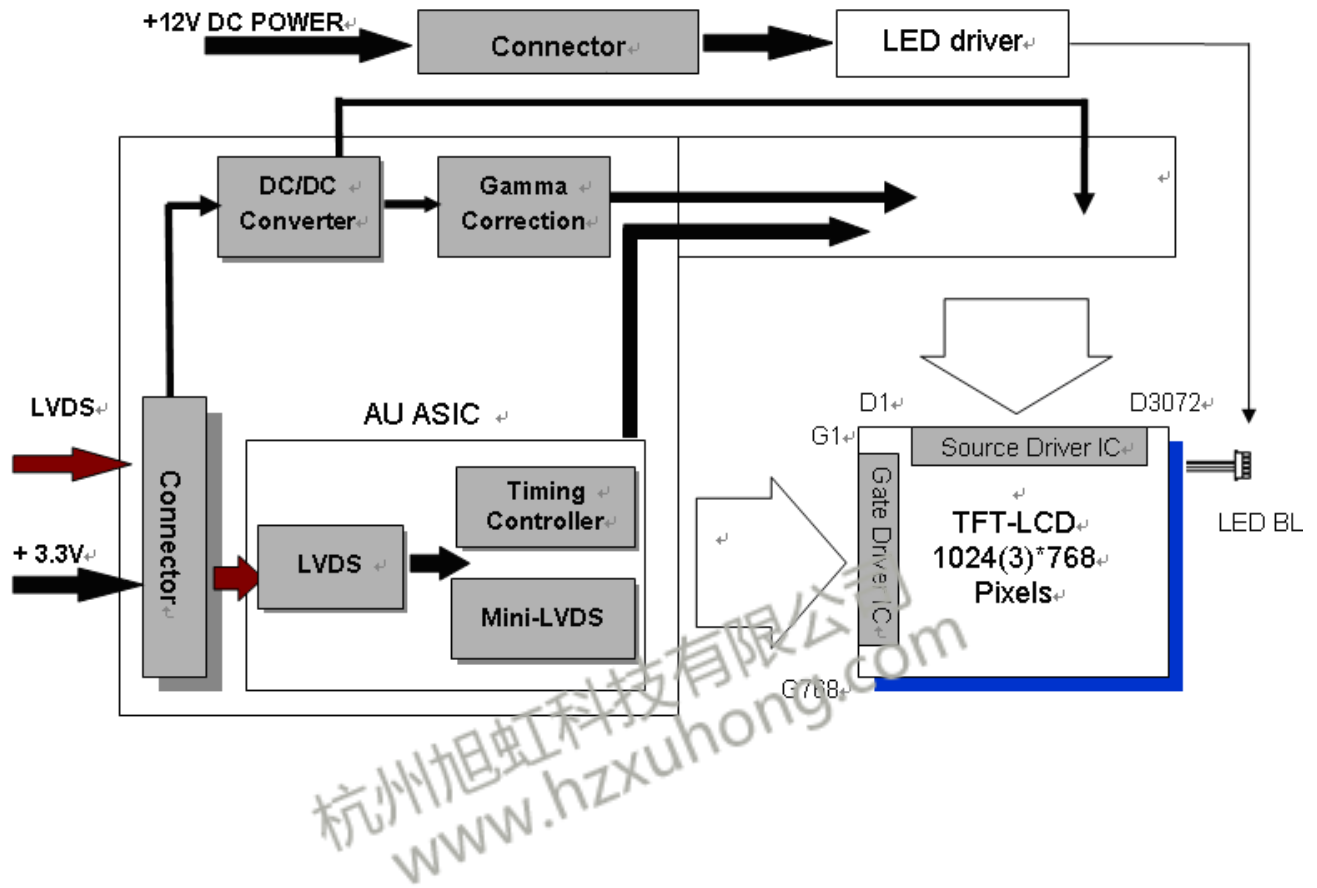 +12V DC POWER
Connector
LED driver
DC/DC
Converter
Gamma
Correction
LVDS
+ 3.3V
Connector
AU ASIC
LVDS
Timing
Controller
Mini-LVDS
D1
D3072
G1
G768
Source Driver IC
Gate Driver IC
TFT-LCD
1024(3)*768
Pixels
LED BL
杭州旭虹科技有限公司
www.hzxuhong.com